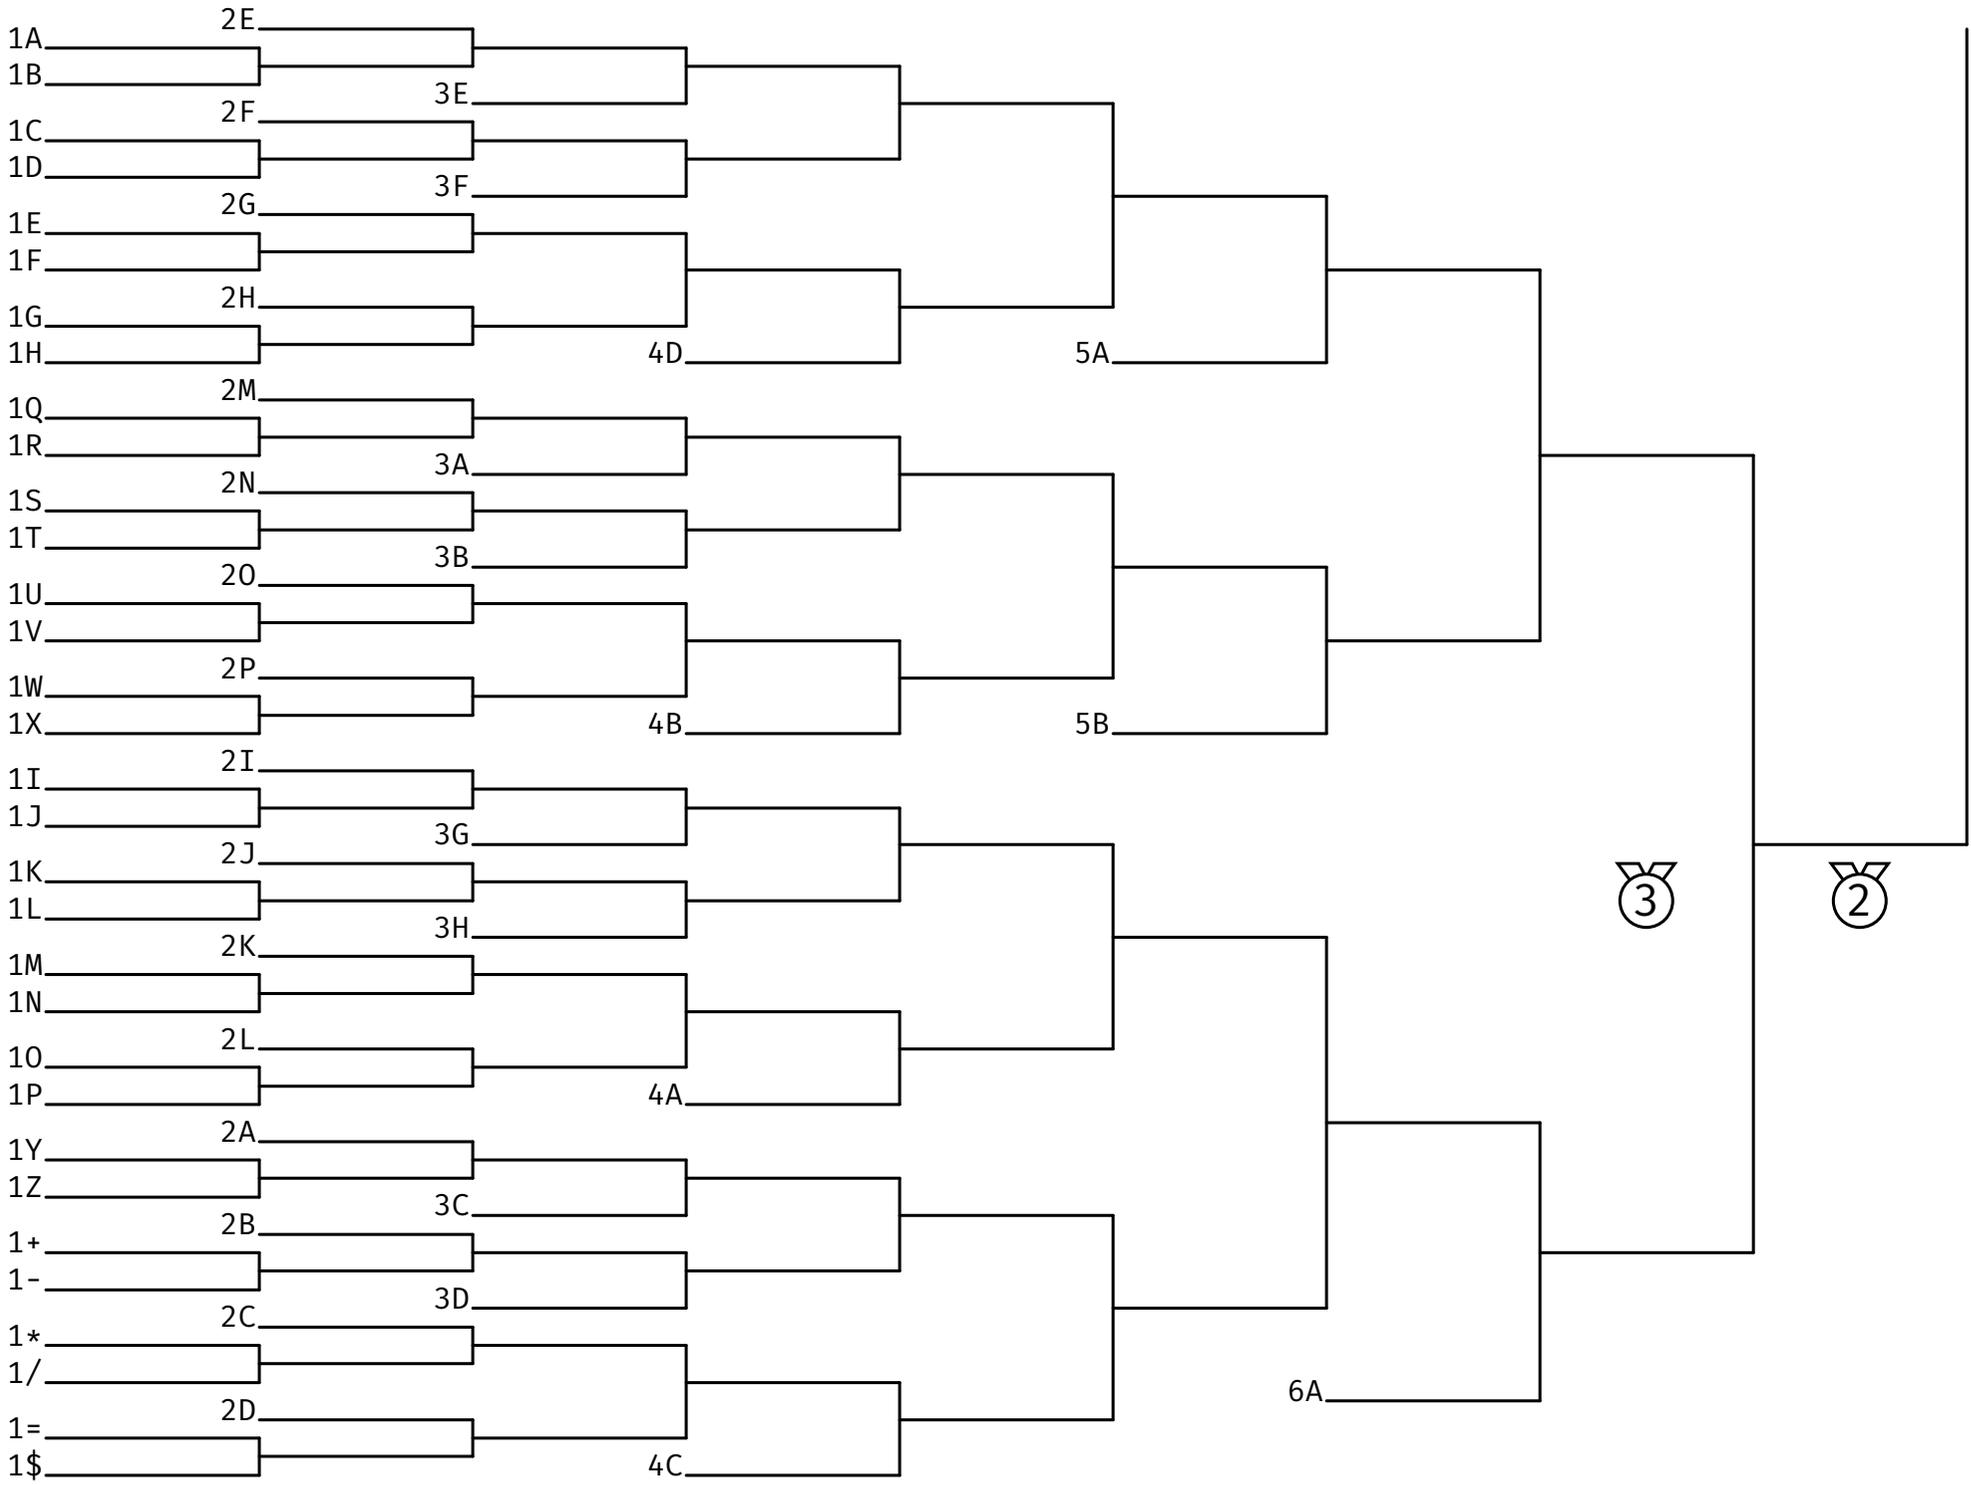 2E
1A
1B
3E
2F
1C
1D
3F
2G
1E
1F
2H
1G
1H
4D
5A
2M
1Q
1R
3A
2N
1S
1T
3B
2O
1U
1V
2P
1W
1X
4B
5B
2I
1I
1J
3G
2J
1K
1L
3
2
3H
2K
1M
1N
2L
1O
1P
4A
2A
1Y
1Z
3C
2B
1+
1-
3D
2C
1*
1/
6A
2D
1=
1$
4C